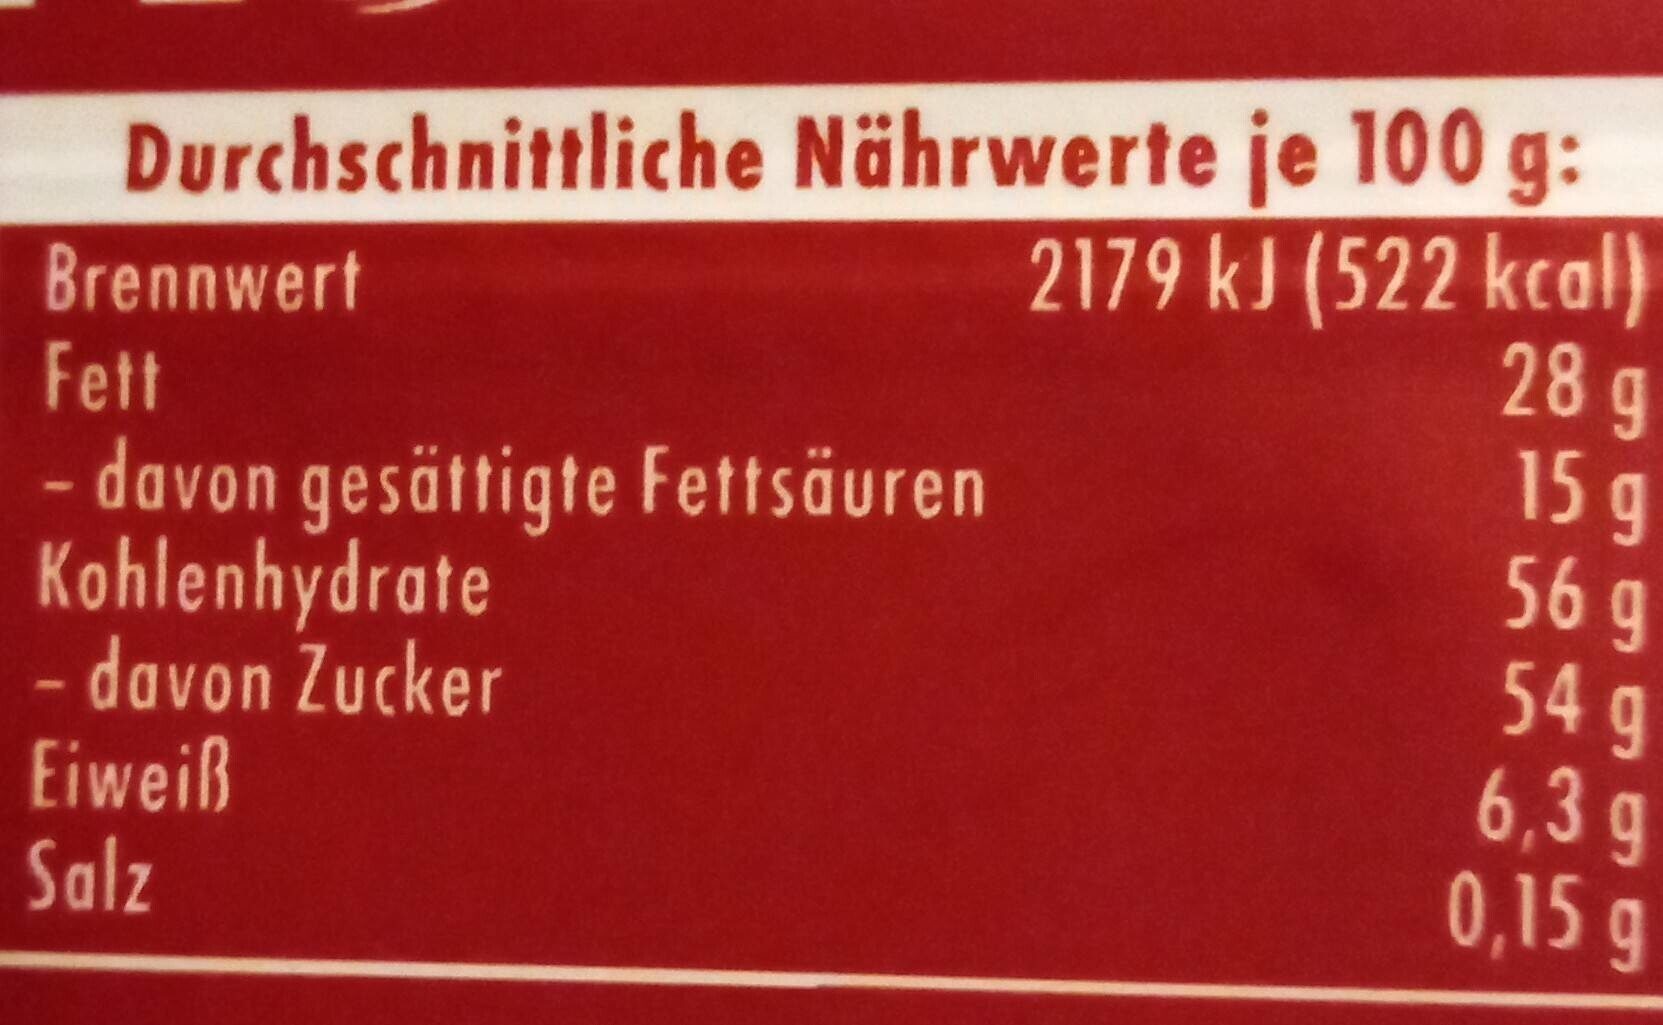 Durchschnittliche Nährwerte je 100 g:
Brennwert 2179 kJ (522 kcal)
Fett 28 g
– davon gesättigte Fettsäuren 15 g
Kohlenhydrate 56 g
– davon Zucker 54 g
Eiweiß 6,3 g
Salz 0,15 g